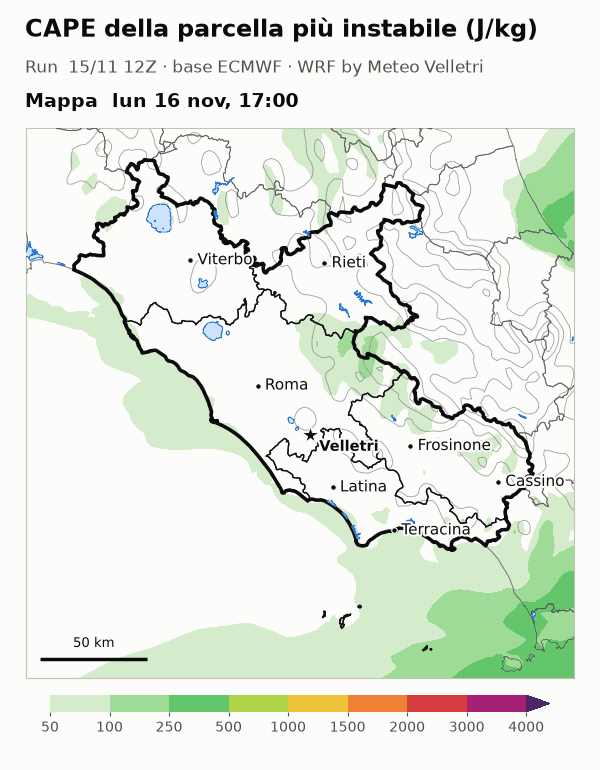 CAPE della parcella più instabile (J/kg)
Run  15/11 12Z · base ECMWF · WRF by Meteo Velletri
Mappa  lun 16 nov, 17:00
Viterbo
Rieti
Roma
Velletri
Frosinone
Cassino
Latina
Terracina
50 km
50 100 250 500 1000 1500 2000 3000 4000